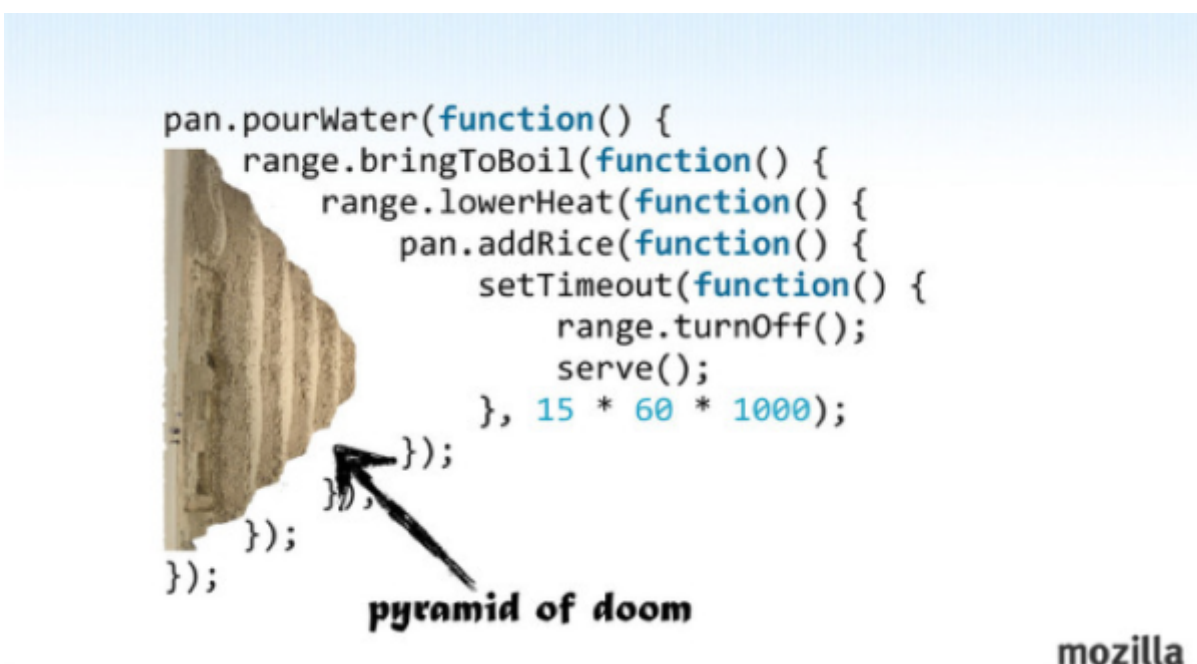 pan.pourWater(function() {
range.bringToBoil(function() {
range.lowerHeat(function() {
pan.addRice(function() {
setTimeout(function() {
range.turnOff();
serve();
}, 15 * 60 * 1000);
});
});
});
});
pyramid of doom
mozilla